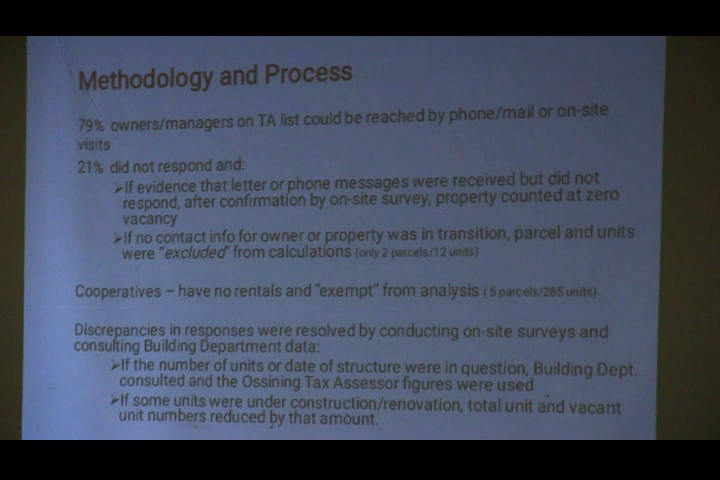 Methodology and Process
79% owners/managers on TA list could be reached by phone/mail or on-site
visits
21% did not respond and:
➢If evidence that letter or phone messages were received but did not
respond, after confirmation by on-site survey, property counted at zero
vacancy
➢If no contact info for owner or property was in transition, parcel and units
were "excluded" from calculations (only 2 parcels/12 units)
Cooperatives – have no rentals and "exempt" from analysis ( 5 parcels/285 units)
Discrepancies in responses were resolved by conducting on-site surveys and
consulting Building Department data:
➢If the number of units or date of structure were in question, Building Dept.
consulted and the Ossining Tax Assessor figures were used
➢If some units were under construction/renovation, total unit and vacant
unit numbers reduced by that amount.